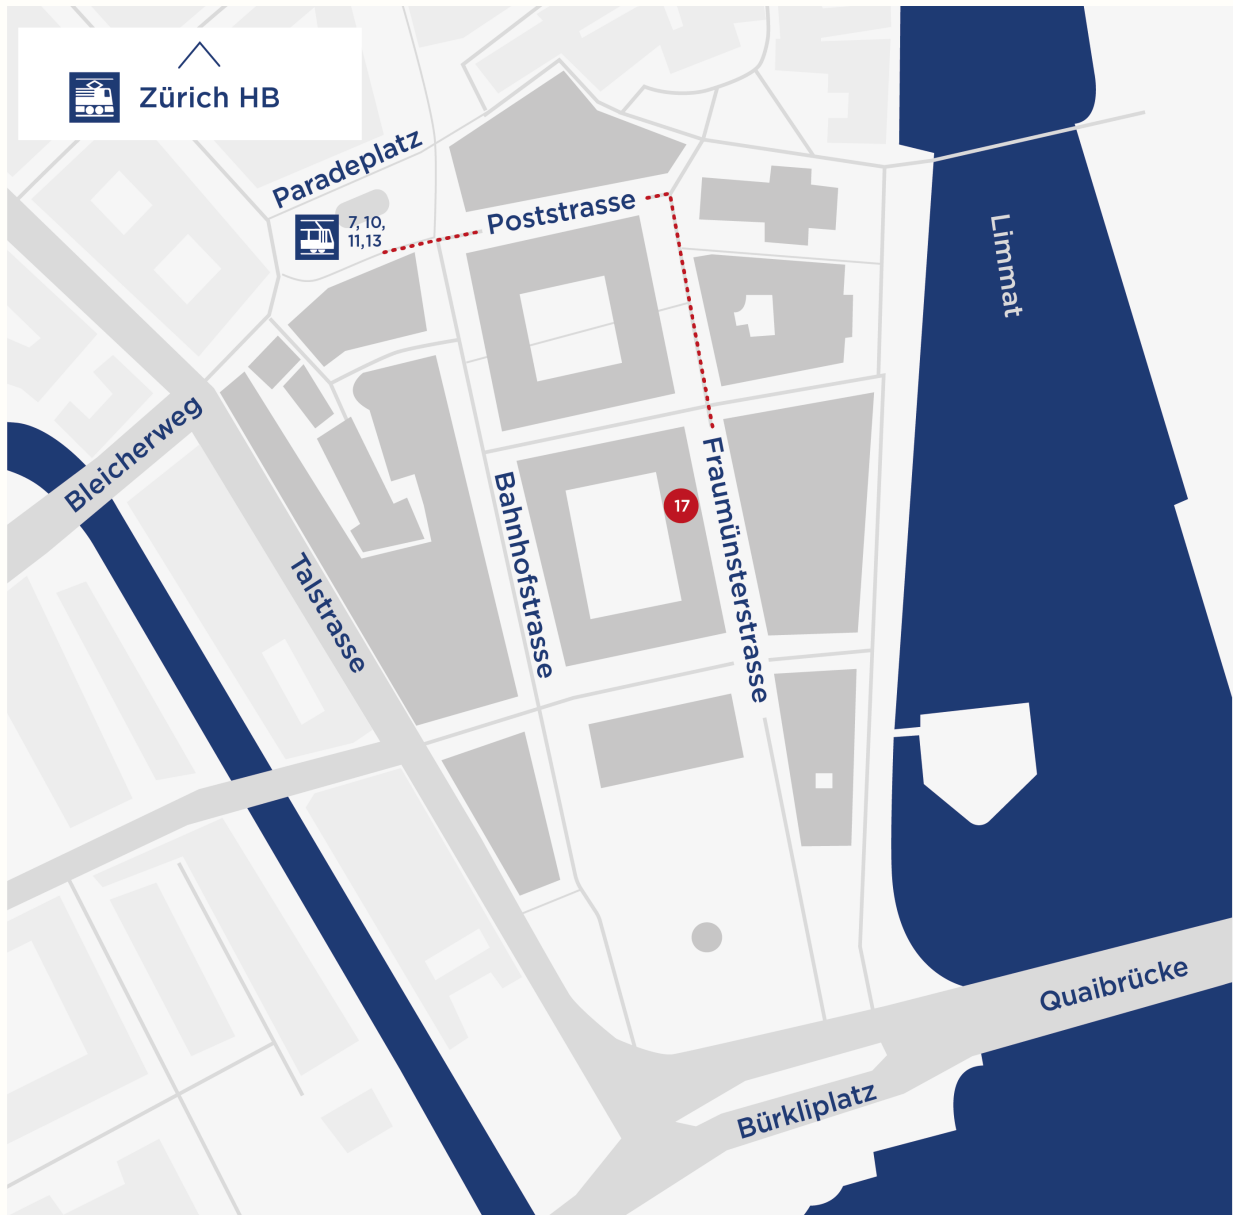 Zürich HB
Paradeplatz
7, 10,
11,13
Poststrasse
Limmat
Bleicherweg
17
Fraumünsterstrasse
Bahnhofstrasse
Talstrasse
Quaibrücke
Bürkliplatz